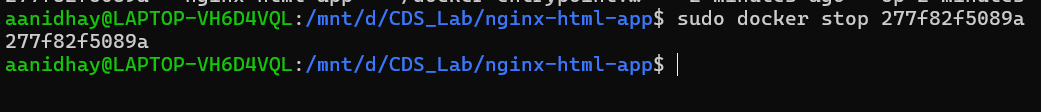 aanidhay@LAPTOP-VH6D4VQL:/mnt/d/CDS_Lab/nginx-html-app$ sudo docker stop 277f82f5089a
277f82f5089a
aanidhay@LAPTOP-VH6D4VQL:/mnt/d/CDS_Lab/nginx-html-app$